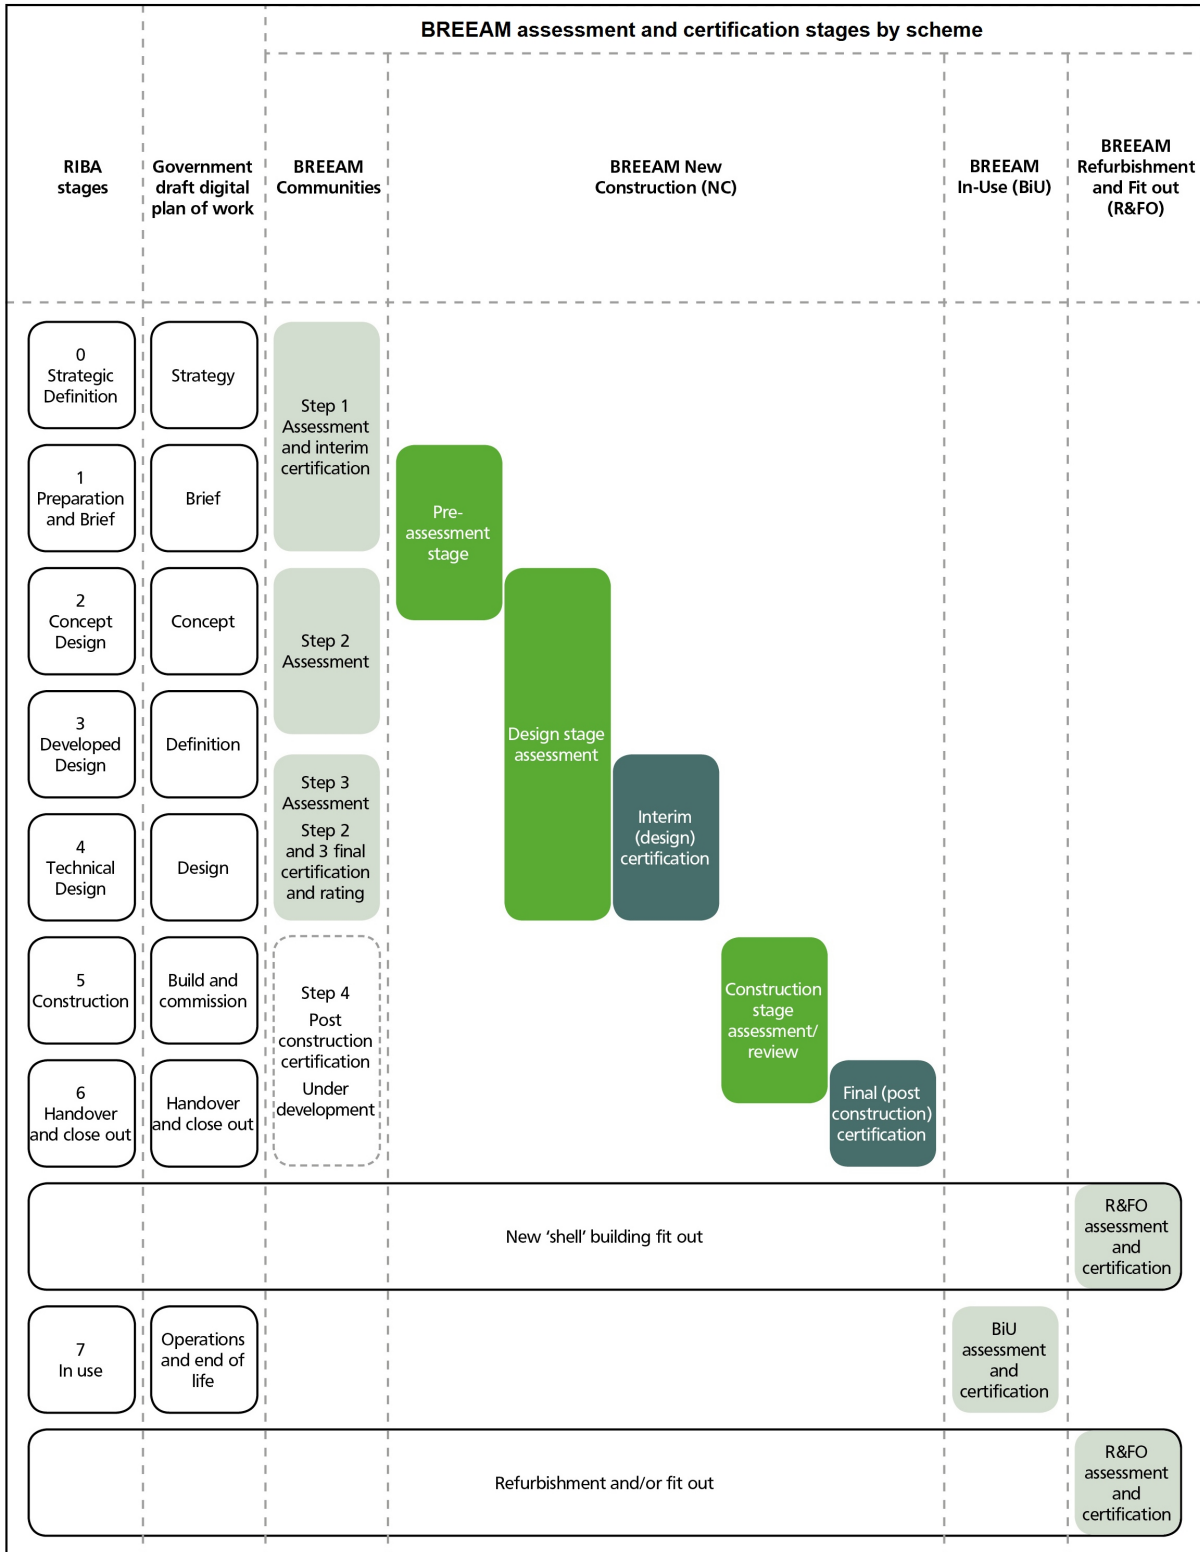 BREEAM assessment and certification stages by scheme
RIBA
stages
Government
draft digital
plan of work
BREEAM
Communities
BREEAM New
Construction (NC)
BREEAM
In-Use (BiU)
BREEAM
Refurbishment
and Fit out
(R&FO)
0
Strategic
Definition
Strategy
Step 1
Assessment
and interim
certification
1
Preparation
and Brief
Brief
Pre-
assessment
stage
2
Concept
Design
Concept
Step 2
Assessment
3
Developed
Design
Definition
Design stage
assessment
Step 3
Assessment
Step 2
and 3 final
certification
and rating
Interim
(design)
certification
4
Technical
Design
Design
5
Construction
Build and
commission
Step 4
Post
construction
certification
Under
development
Construction
stage
assessment/
review
6
Handover
and close out
Handover
and close out
Final (post
construction)
certification
New ‘shell’ building fit out
R&FO
assessment
and
certification
7
In use
Operations
and end of
life
BiU
assessment
and
certification
Refurbishment and/or fit out
R&FO
assessment
and
certification